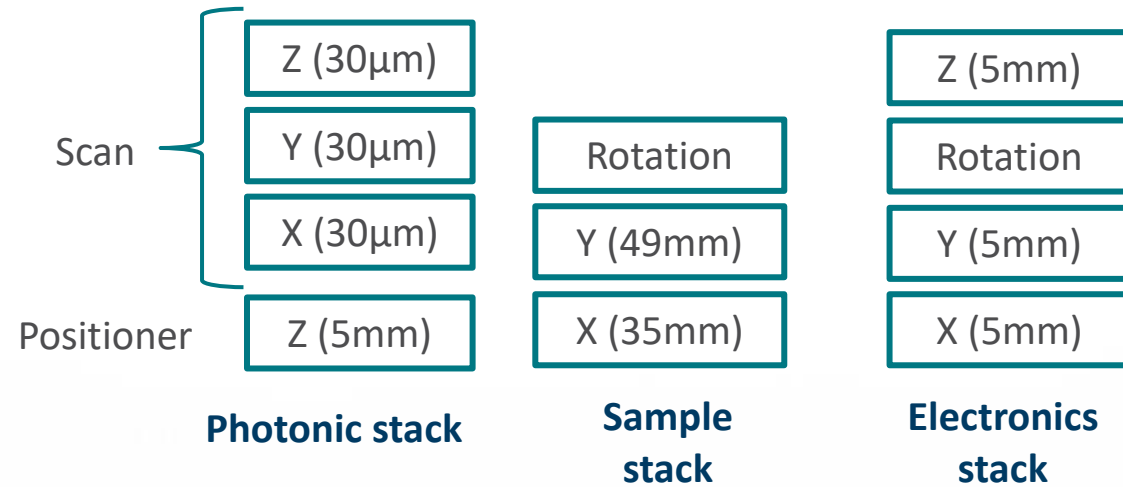 Scan
Positioner
Z (30µm)
Y (30µm)
X (30µm)
Z (5mm)
Photonic stack
Rotation
Y (49mm)
X (35mm)
Sample
stack
Z (5mm)
Rotation
Y (5mm)
X (5mm)
Electronics
stack